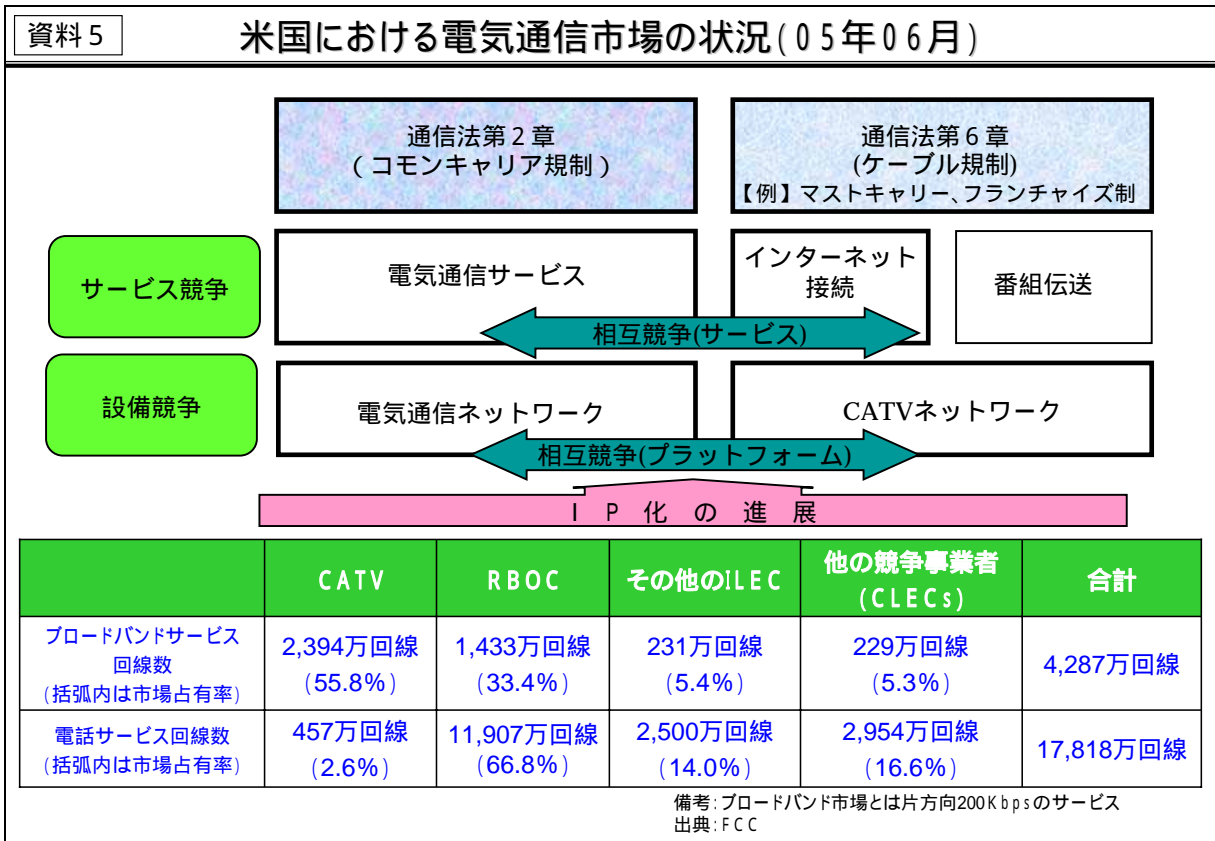 資料５
米国における電気通信市場の状況(０５年０６月)
通信法第２章
（コモンキャリア規制）
通信法第６章
(ケーブル規制)
【例】マストキャリー、フランチャイズ制
サービス競争
電気通信サービス
インターネット
接続
番組伝送
相互競争(サービス)
設備競争
電気通信ネットワーク
CATVネットワーク
相互競争(プラットフォーム)
ＩＰ化の進展
ＣＡＴＶ
ＲＢＯＣ
その他のILEC
他の競争事業者
(CLECs)
合計
ブロードバンドサービス
回線数
(括弧内は市場占有率)
2,394万回線
(55.8%)
1,433万回線
(33.4%)
231万回線
(5.4%)
229万回線
(5.3%)
4,287万回線
電話サービス回線数
(括弧内は市場占有率)
457万回線
(2.6%)
11,907万回線
(66.8%)
2,500万回線
(14.0%)
2,954万回線
(16.6%)
17,818万回線
備考:ブロードバンド市場とは片方向200Kbpsのサービス
出典:FCC